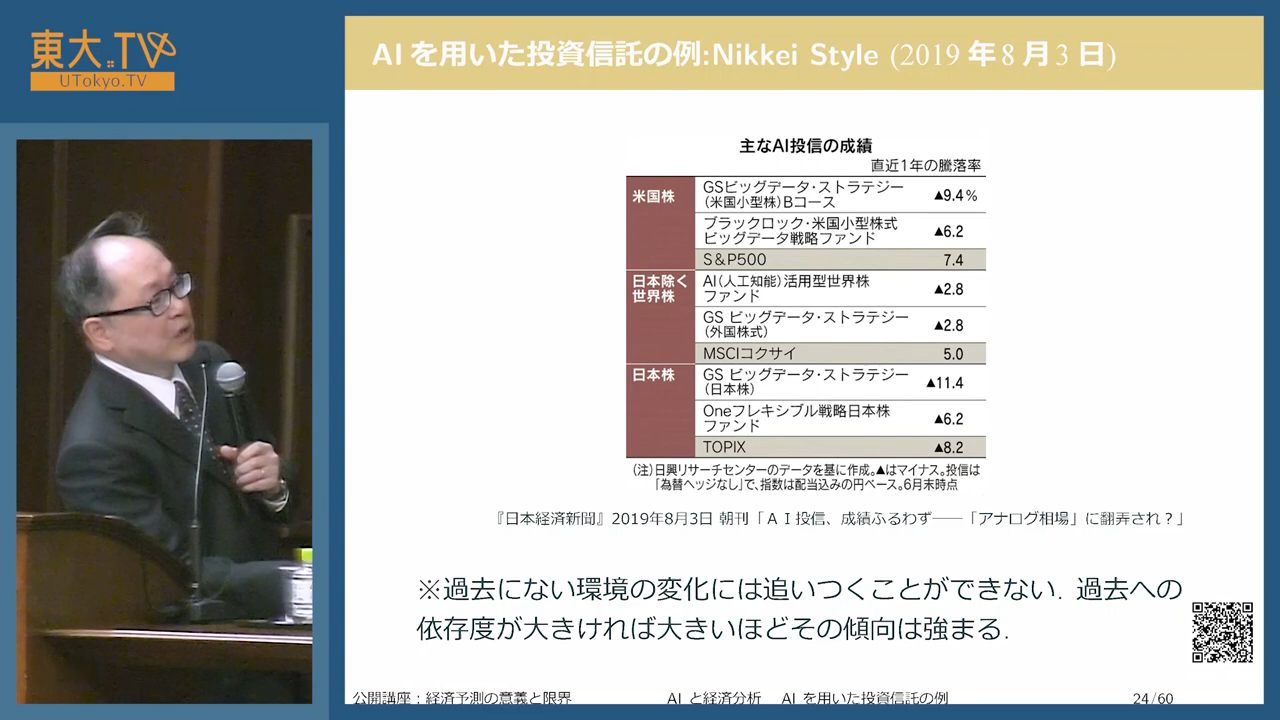 東大.TV
UTokyo.TV
AI を用いた投資信託の例:Nikkei Style (2019 年 8 月 3 日)
主なAI投信の成績
直近1年の騰落率
米国株
GSビッグデータ・ストラテジー
(米国小型株)Bコース
▲9.4%
ブラックロック・米国小型株式
ビッグデータ戦略ファンド
▲6.2
S&P500 7.4
日本除く
世界株
AI(人工知能)活用型世界株
ファンド
▲2.8
GS ビッグデータ・ストラテジー
(外国株式)
▲2.8
MSCIコクサイ 5.0
日本株
GS ビッグデータ・ストラテジー
(日本株)
▲11.4
Oneフレキシブル戦略日本株
ファンド
▲6.2
TOPIX ▲8.2
(注)日興リサーチセンターのデータを基に作成。▲はマイナス。投信は
「為替ヘッジなし」で、指数は配当込みの円ベース。6月末時点
『日本経済新聞』2019年8月3日 朝刊「AI投信、成績ふるわず――「アナログ相場」に翻弄され?」
※過去にない環境の変化には追いつくことができない. 過去への
依存度が大きければ大きいほどその傾向は強まる.
公開講座:経済予測の意義と限界 AI と経済分析 AI を用いた投資信託の例 24/60